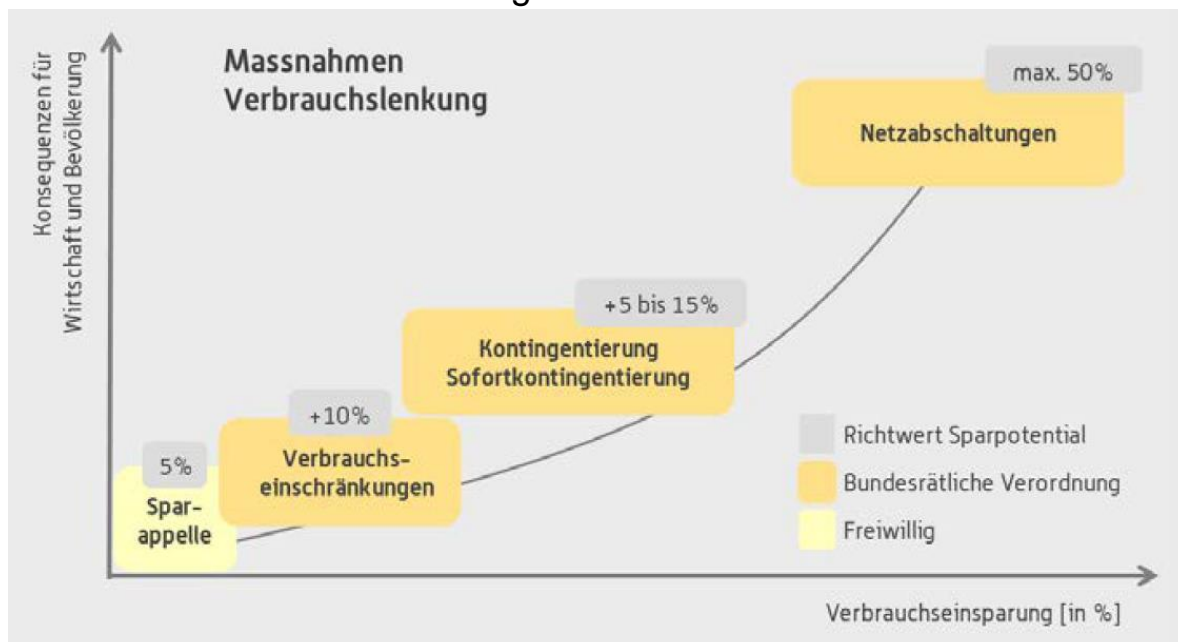 Konsequenzen für
Wirtschaft und Bevölkerung
Massnahmen
Verbrauchslenkung
max. 50%
Netzabschaltungen
+5 bis 15%
Kontingentierung
Sofortkontingentierung
+10%
Verbrauchs-
einschränkungen
5%
Spar-
appelle
Richtwert Sparpotential
Bundesrätliche Verordnung
Freiwillig
Verbrauchseinsparung [in %]